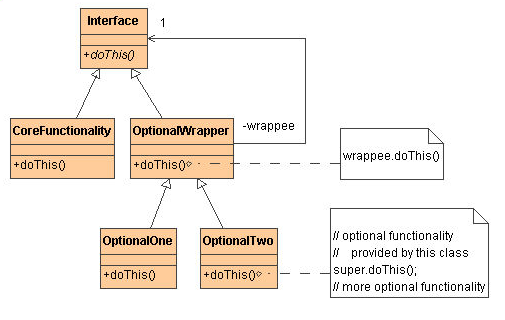 Interface
1
+doThis()
CoreFunctionality
OptionalWrapper
-wrappee
+doThis()
+doThis()
wrappee.doThis()
OptionalOne
OptionalTwo
+doThis()
+doThis()
// optional functionality
//    provided by this class
super.doThis();
// more optional functionality